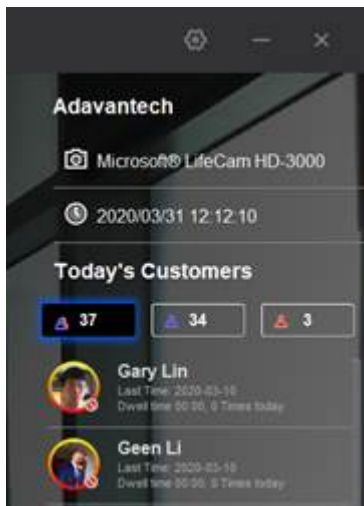 Adavantech
Microsoft® LifeCam HD-3000
2020/03/31 12:12:10
Today's Customers
37
34
3
Gary Lin
Last Time: 2020-03-10
Dwell time 00:00, 0 Times today
Geen Li
Last Time: 2020-03-10
Dwell time 00:00, 0 Times today